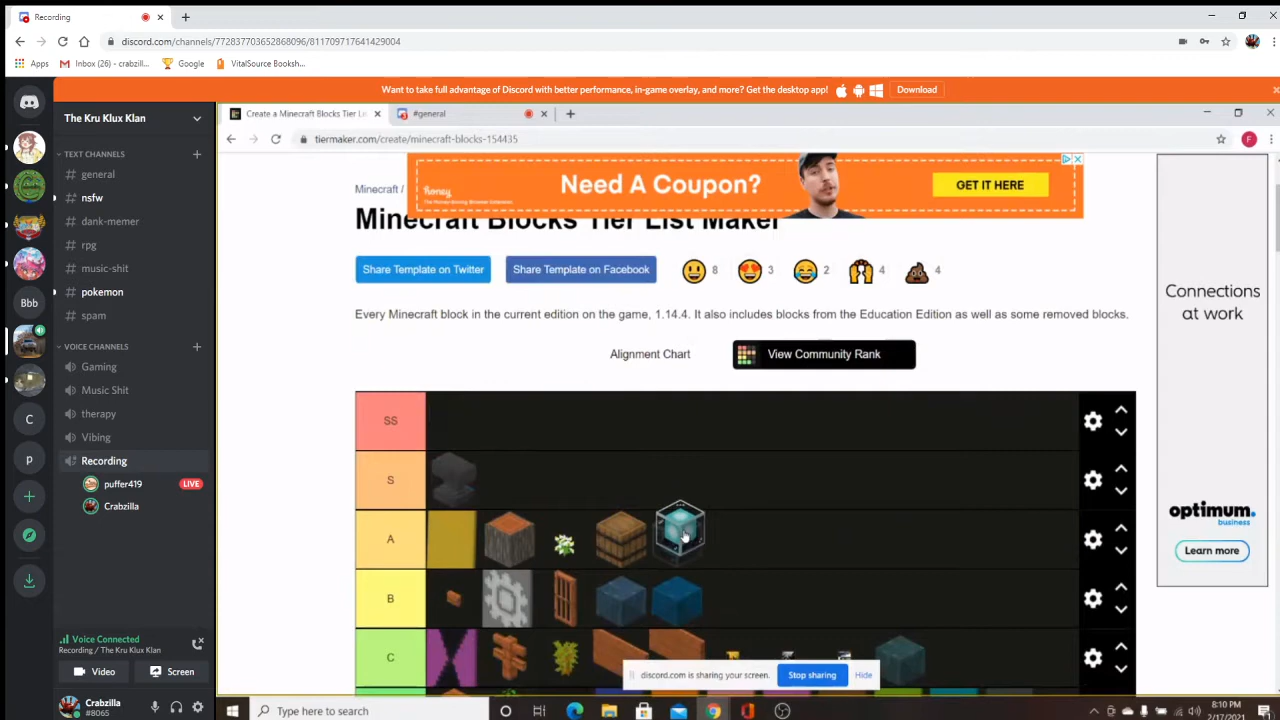 Recording
discord.com/channels/772837703652868096/811709717641429004
Apps
Inbox (26) - crabzill...
Google
VitalSource Booksh...
Want to take full advantage of Discord with better performance, in-game overlay, and more? Get the desktop app!
Download
The Kru Klux Klan
TEXT CHANNELS
general
nsfw
dank-memer
rpg
music-shit
pokemon
spam
Bbb
VOICE CHANNELS
Gaming
Music Shit
therapy
Vibing
Recording
puffer419 LIVE
Crabzilla
C
p
Voice Connected
Recording / The Kru Klux Klan
Video
Screen
Crabzilla
#8065
Create a Minecraft Blocks Tier Lis
#general
tiermaker.com/create/minecraft-blocks-154435
F
Minecraft /
Honey
Need A Coupon?
GET IT HERE
Minecraft Blocks Tier List Maker
Share Template on Twitter
Share Template on Facebook
8
3
2
4
4
Every Minecraft block in the current edition on the game, 1.14.4. It also includes blocks from the Education Edition as well as some removed blocks.
Alignment Chart
View Community Rank
SS
S
A
B
C
Connections
at work
optimum.
business
Learn more
discord.com is sharing your screen.
Stop sharing
Hide
Type here to search
8:10 PM
2/17/2021